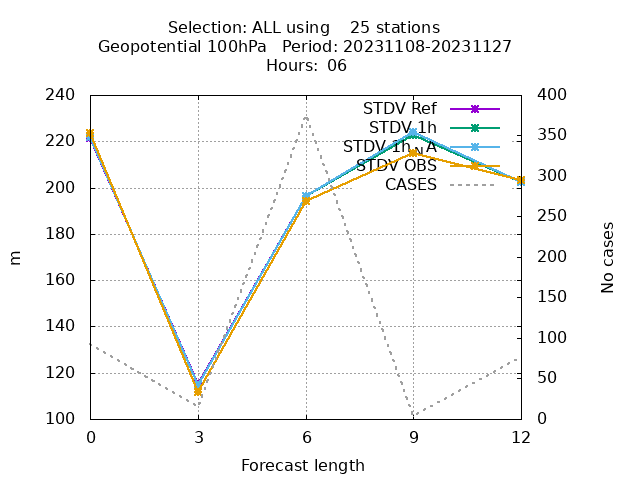 Selection: ALL using    25 stations
Geopotential 100hPa   Period: 20231108-20231127
Hours: 06
STDV Ref
STDV 1h
STDV 1h_A
STDV OBS
CASES
240
220
200
180
160
140
120
100
400
350
300
250
200
150
100
50
0
m
No cases
0
3
6
9
12
Forecast length